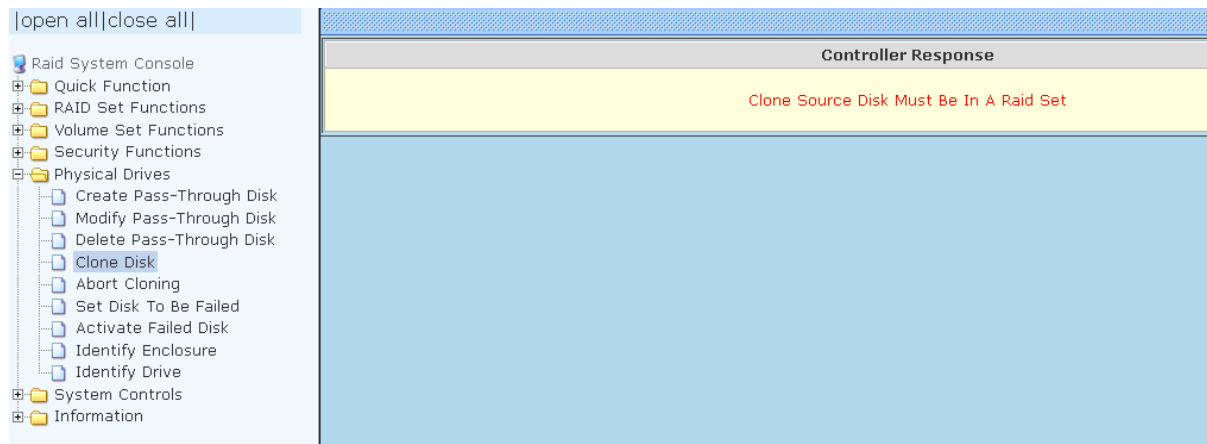 |open all|close all|
Raid System Console
Quick Function
RAID Set Functions
Volume Set Functions
Security Functions
Physical Drives
Create Pass-Through Disk
Modify Pass-Through Disk
Delete Pass-Through Disk
Clone Disk
Abort Cloning
Set Disk To Be Failed
Activate Failed Disk
Identify Enclosure
Identify Drive
System Controls
Information
Controller Response
Clone Source Disk Must Be In A Raid Set